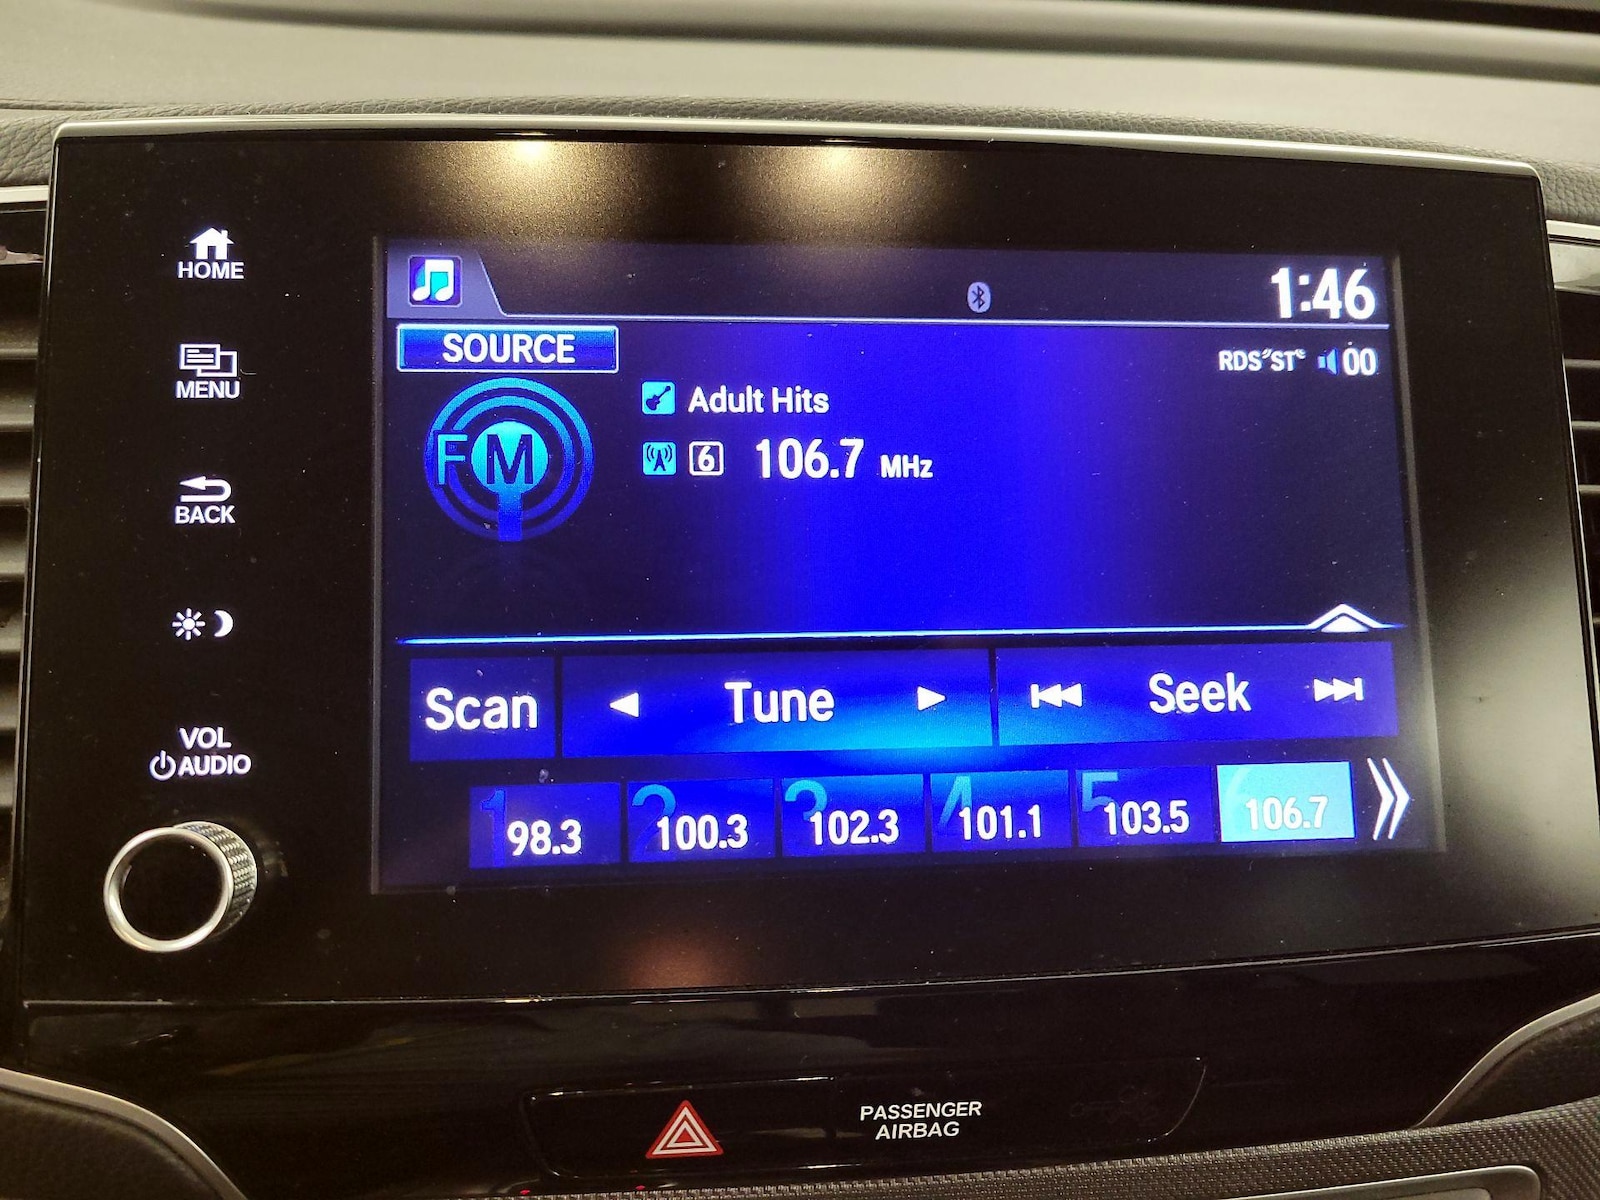 HOME
MENU
BACK
VOL
AUDIO
1:46
SOURCE
RDS ST 00
FM
Adult Hits
6 106.7 MHz
Scan Tune Seek
1 98.3 2 100.3 3 102.3 4 101.1 5 103.5 6 106.7
PASSENGER
AIRBAG